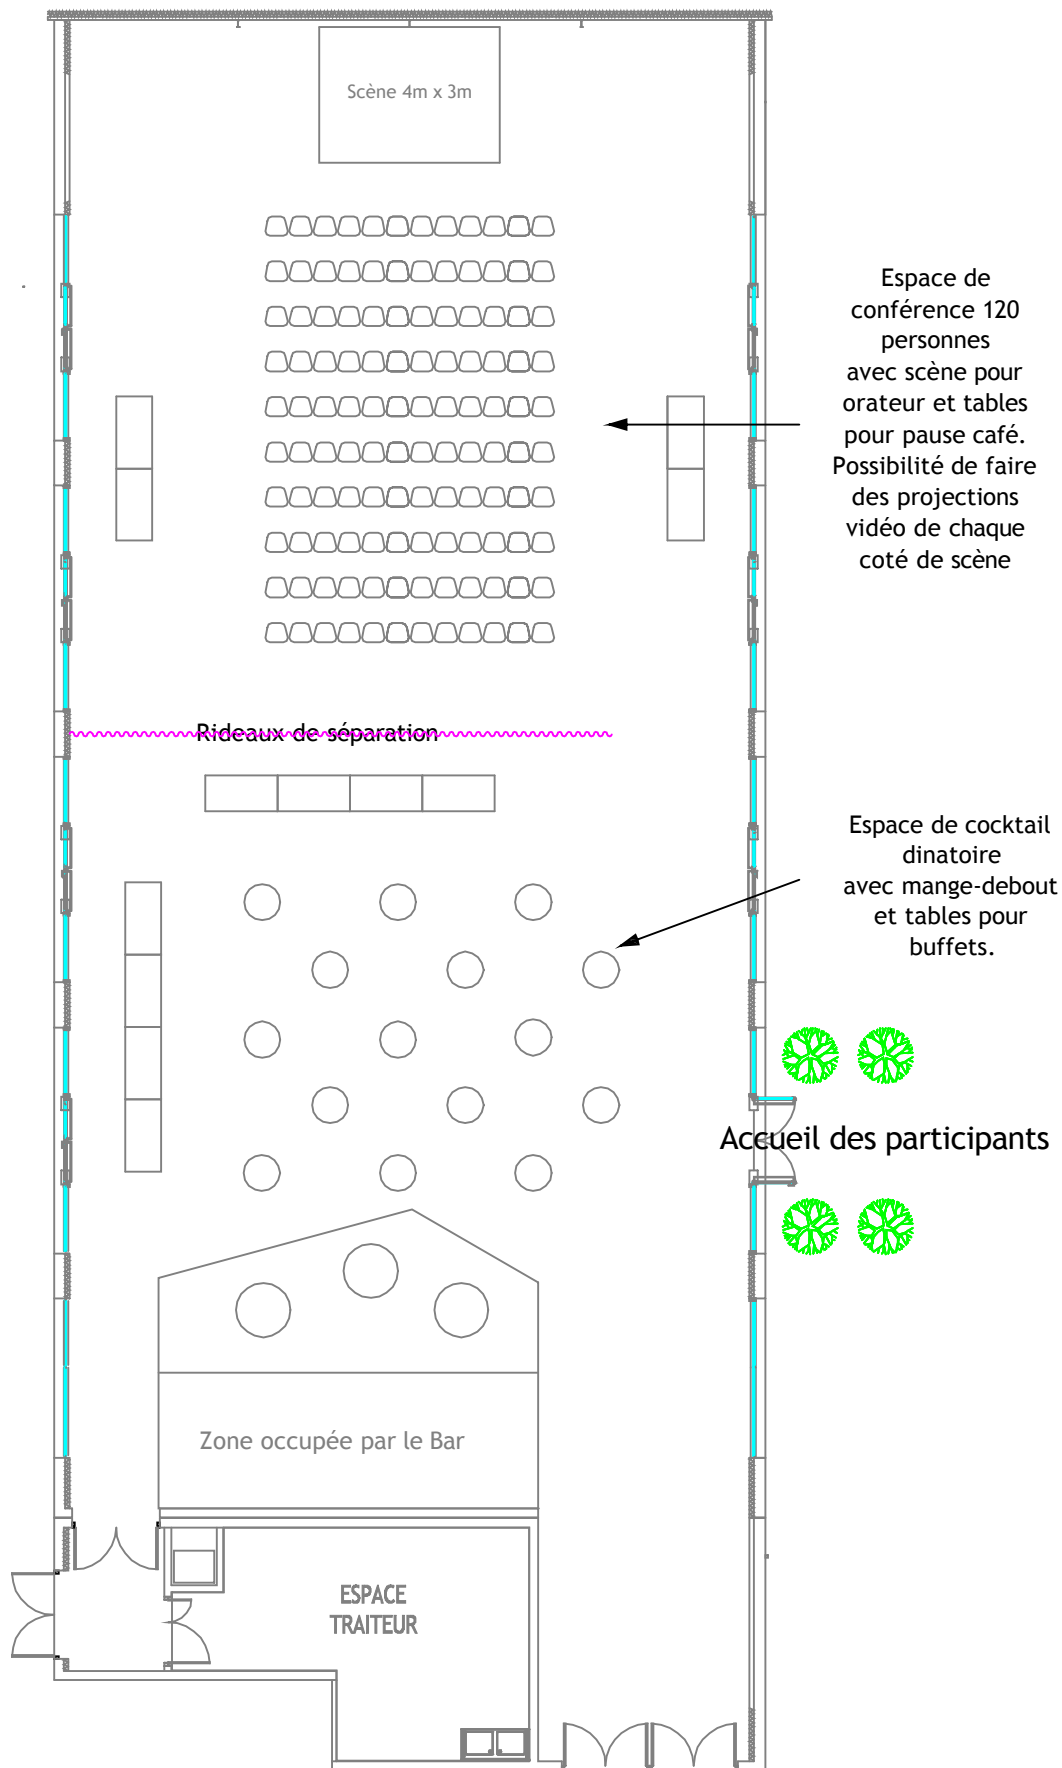 Scène 4m x 3m
Espace de
conférence 120
personnes
avec scène pour
orateur et tables
pour pause café.
Possibilité de faire
des projections
vidéo de chaque
coté de scène
Rideaux de séparation
Espace de cocktail
dinatoire
avec mange-debout
et tables pour
buffets.
Accueil des participants
Zone occupée par le Bar
ESPACE
TRAITEUR